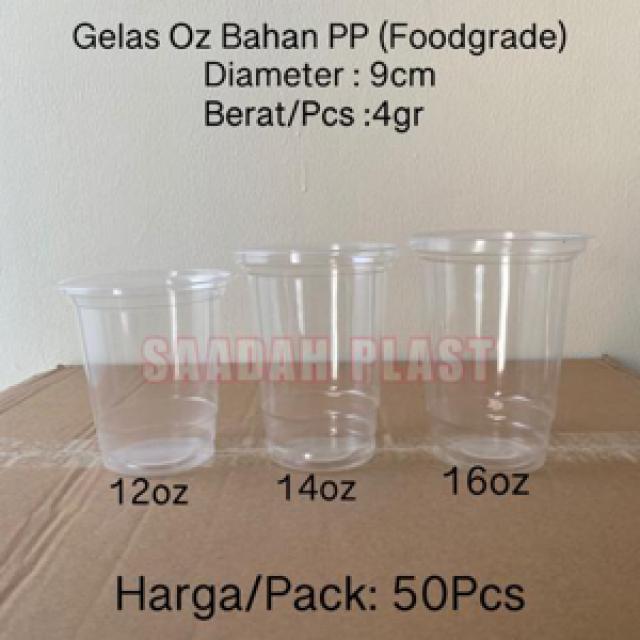 Gelas Oz Bahan PP (Foodgrade)
Diameter : 9cm
Berat/Pcs :4gr
SAADAH PLAST
12oz
14oz
16oz
Harga/Pack: 50Pcs